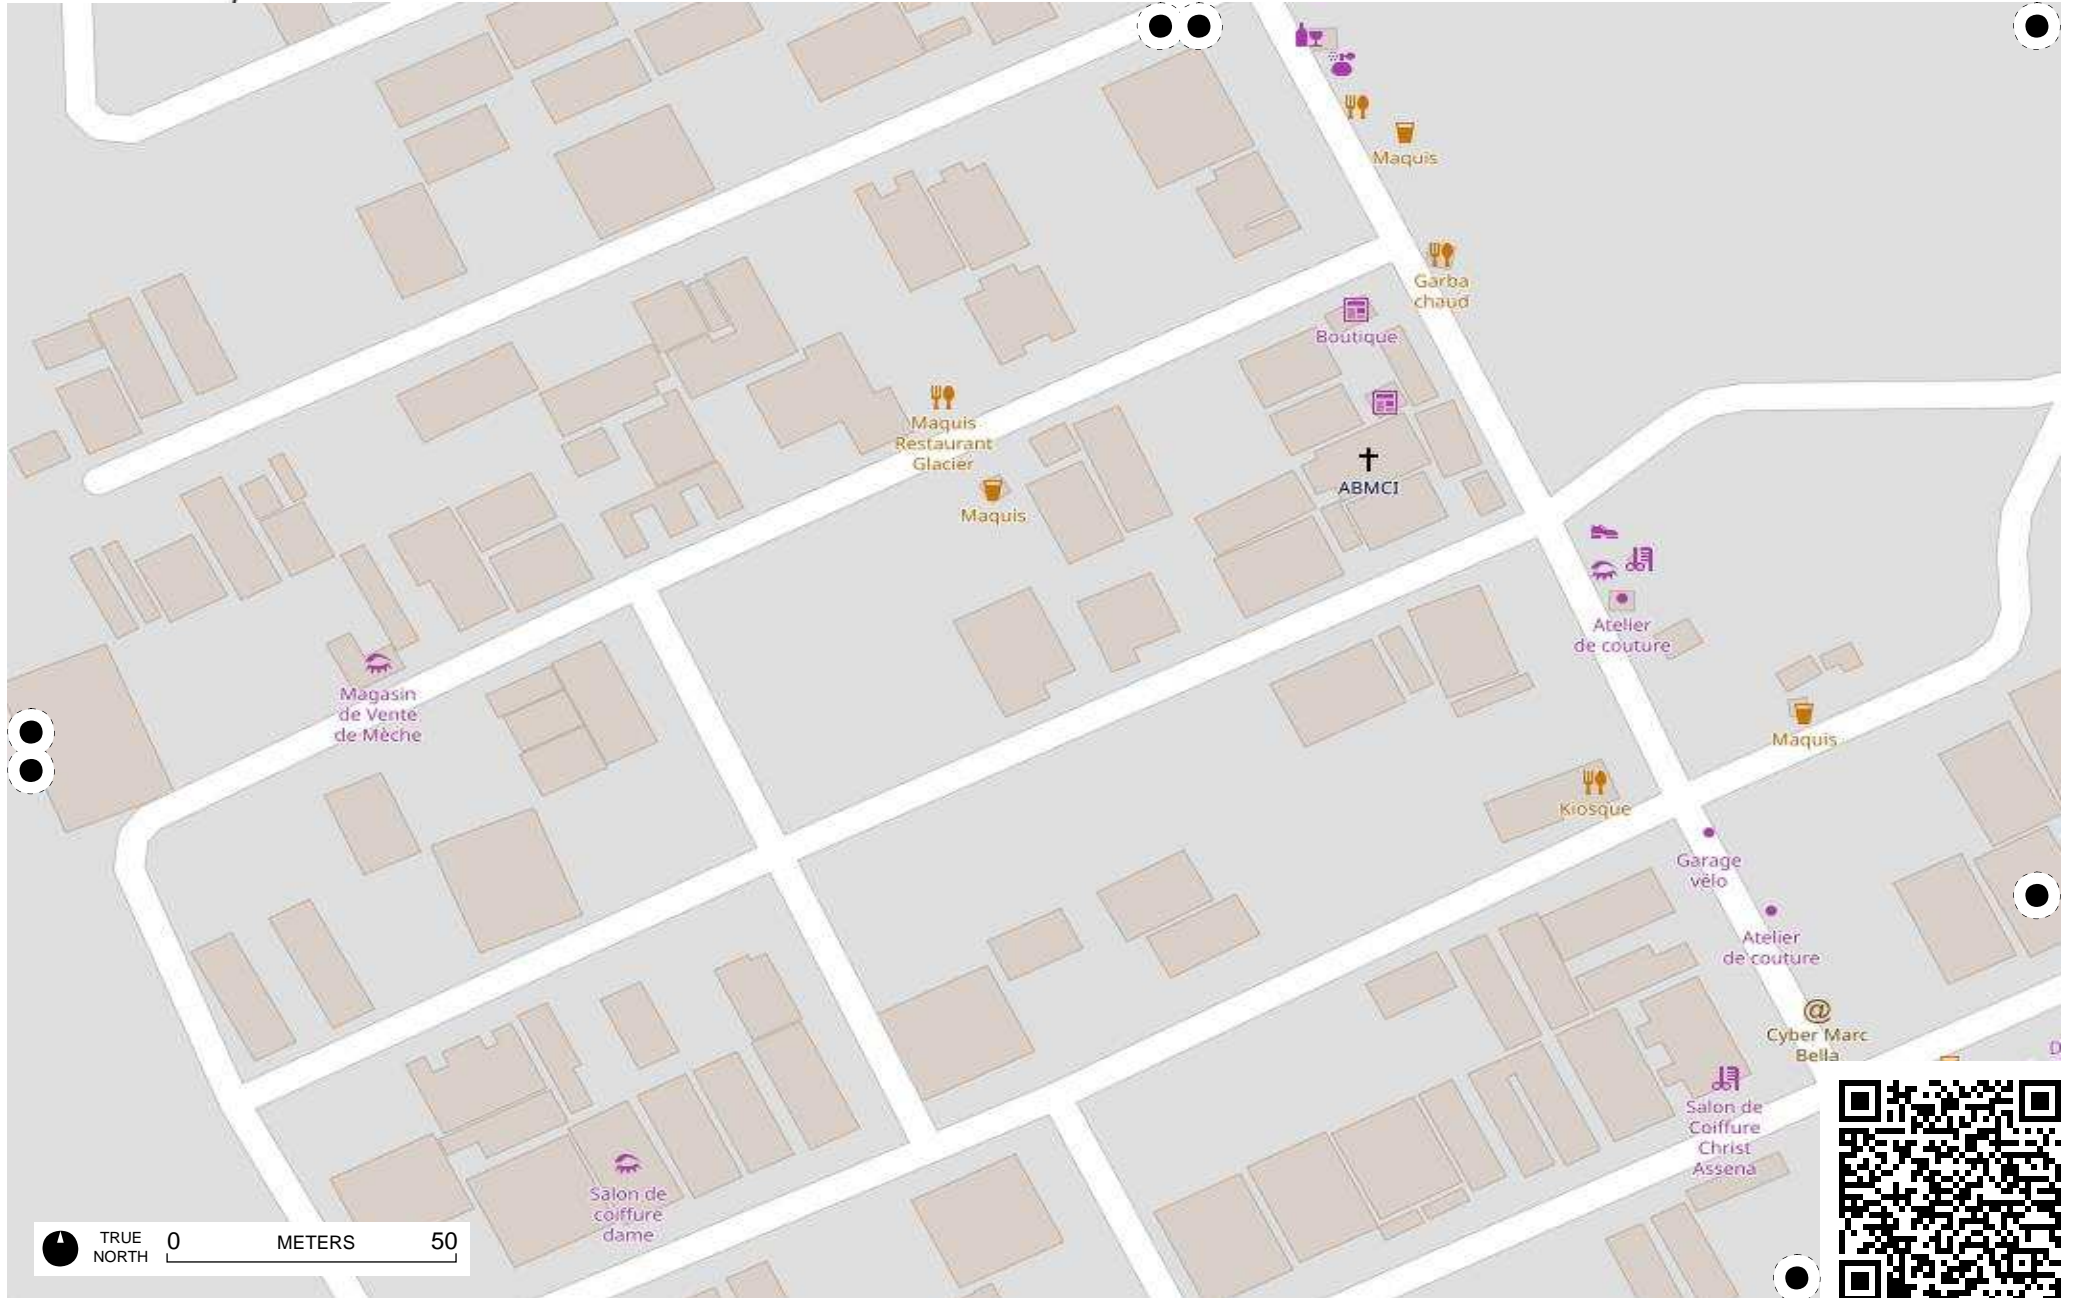 Maquis
Garba
chaud
Boutique
Maquis
Restaurant
Glacier
ABMCI
Maquis
Atelier
de couture
Magasin
de Vente
de Mèche
Maquis
Kiosque
Garage
vélo
Atelier
de couture
@
Cyber Marc
Bella
D
Salon de
Coiffure
Christ
Assena
Salon de
coiffure
dame
TRUE
NORTH
0 METERS 50